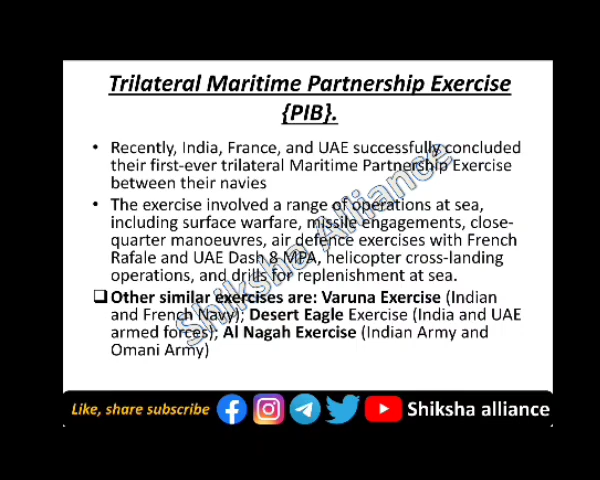 Trilateral Maritime Partnership Exercise
{PIB}.
• Recently, India, France, and UAE successfully concluded
their first-ever trilateral Maritime Partnership Exercise
between their navies
• The exercise involved a range of operations at sea,
including surface warfare, missile engagements, close-
quarter manoeuvres, air defence exercises with French
Rafale and UAE Dash 8 MPA, helicopter cross-landing
operations, and drills for replenishment at sea.
❑ Other similar exercises are: Varuna Exercise (Indian
and French Navy); Desert Eagle Exercise (India and UAE
armed forces); Al Nagah Exercise (Indian Army and
Omani Army)
Shiksha Alliance
Like, share subscribe Shiksha alliance